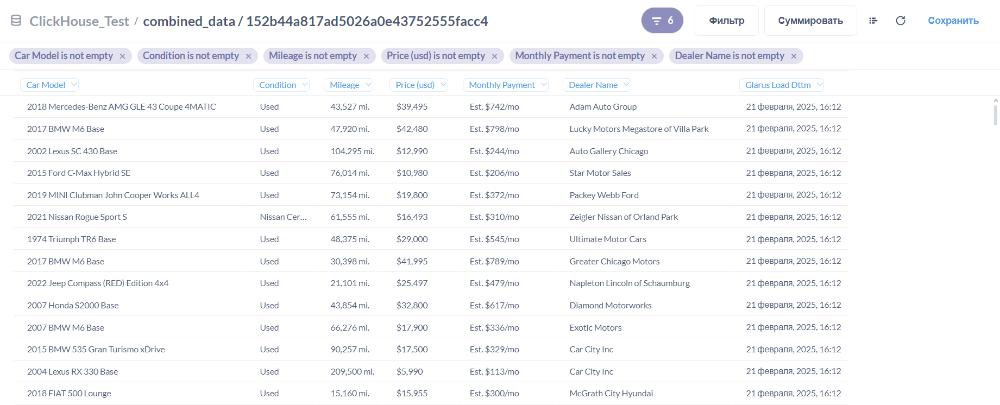 ClickHouse_Test / combined_data / 152b44a817ad5026a0e43752555facc4 6 Фильтр Суммировать Сохранить
Car Model is not empty × Condition is not empty × Mileage is not empty × Price (usd) is not empty × Monthly Payment is not empty × Dealer Name is not empty ×
Car Model Condition Mileage Price (usd) Monthly Payment Dealer Name Glarus Load Dttm
2018 Mercedes-Benz AMG GLE 43 Coupe 4MATIC Used 43,527 mi. $39,495 Est. $742/mo Adam Auto Group 21 февраля, 2025, 16:12
2017 BMW M6 Base Used 47,920 mi. $42,480 Est. $798/mo Lucky Motors Megastore of Villa Park 21 февраля, 2025, 16:12
2002 Lexus SC 430 Base Used 104,295 mi. $12,990 Est. $244/mo Auto Gallery Chicago 21 февраля, 2025, 16:12
2015 Ford C-Max Hybrid SE Used 76,014 mi. $10,980 Est. $206/mo Star Motor Sales 21 февраля, 2025, 16:12
2019 MINI Clubman John Cooper Works ALL4 Used 73,154 mi. $19,800 Est. $372/mo Packey Webb Ford 21 февраля, 2025, 16:12
2021 Nissan Rogue Sport S Nissan Cer... 61,555 mi. $16,493 Est. $310/mo Zeigler Nissan of Orland Park 21 февраля, 2025, 16:12
1974 Triumph TR6 Base Used 48,375 mi. $29,000 Est. $545/mo Ultimate Motor Cars 21 февраля, 2025, 16:12
2017 BMW M6 Base Used 30,398 mi. $41,995 Est. $789/mo Greater Chicago Motors 21 февраля, 2025, 16:12
2022 Jeep Compass (RED) Edition 4x4 Used 21,101 mi. $25,497 Est. $479/mo Napleton Lincoln of Schaumburg 21 февраля, 2025, 16:12
2007 Honda S2000 Base Used 43,854 mi. $32,800 Est. $617/mo Diamond Motorworks 21 февраля, 2025, 16:12
2007 BMW M6 Base Used 66,276 mi. $17,900 Est. $336/mo Exotic Motors 21 февраля, 2025, 16:12
2015 BMW 535 Gran Turismo xDrive Used 90,257 mi. $17,500 Est. $329/mo Car City Inc 21 февраля, 2025, 16:12
2004 Lexus RX 330 Base Used 209,500 mi. $5,990 Est. $113/mo Car City Inc 21 февраля, 2025, 16:12
2018 FIAT 500 Lounge Used 15,160 mi. $15,955 Est. $300/mo McGrath City Hyundai 21 февраля, 2025, 16:12